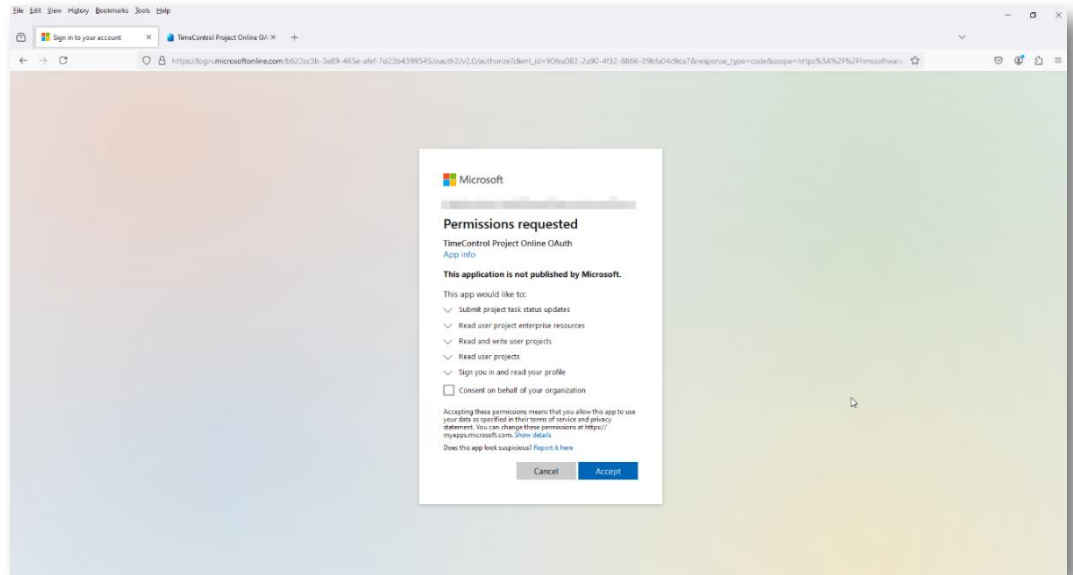 File Edit View History Bookmarks Tools Help
Sign in to your account
TimeControl Project Online OA
Microsoft
Permissions requested
TimeControl Project Online OAuth
App info
This application is not published by Microsoft.
This app would like to:
Submit project task status updates
Read user project enterprise resources
Read and write user projects
Read user projects
Sign you in and read your profile
Consent on behalf of your organization
Accepting these permissions means that you allow this app to use
your data as specified in their terms of service and privacy
statement. You can change these permissions at https://
myapps.microsoft.com. Show details
Does this app look suspicious? Report it here
Cancel Accept